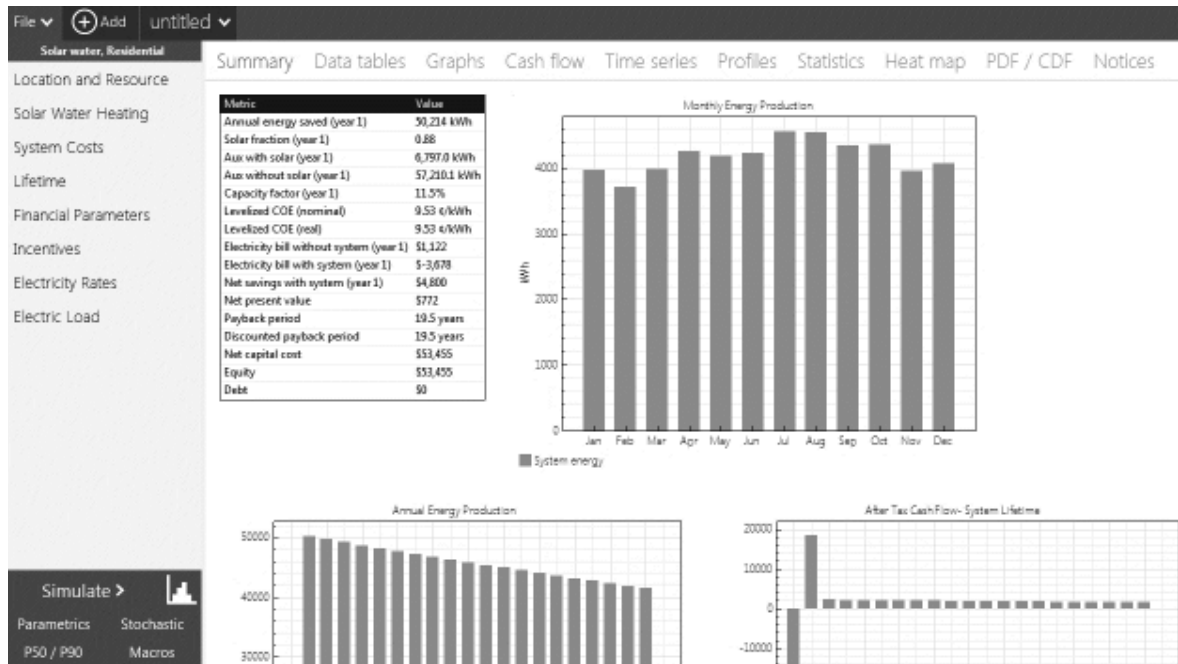 File Add untitled
Solar water, Residential
Location and Resource
Solar Water Heating
System Costs
Lifetime
Financial Parameters
Incentives
Electricity Rates
Electric Load
Simulate >
Parametrics Stochastic
P50 / P90 Macros
Summary Data tables Graphs Cash flow Time series Profiles Statistics Heat map PDF / CDF Notices
Metric Value
Annual energy saved (year 1) 50,214 kWh
Solar fraction (year 1) 0.88
Aux with solar (year 1) 6,797.0 kWh
Aux without solar (year 1) 57,210.1 kWh
Capacity factor (year 1) 11.5%
Levelized COE (nominal) 9.53 ¢/kWh
Levelized COE (real) 9.53 ¢/kWh
Electricity bill without system (year 1) $1,122
Electricity bill with system (year 1) $-3,678
Net savings with system (year 1) $4,800
Net present value $772
Payback period 19.5 years
Discounted payback period 19.5 years
Net capital cost $53,455
Equity $53,455
Debt $0
Monthly Energy Production
4000
3000
2000
1000
0
kWh
Jan Feb Mar Apr May Jun Jul Aug Sep Oct Nov Dec
System energy
Annual Energy Production
50000
40000
30000
After Tax Cash Flow- System Lifetime
20000
10000
0
-10000